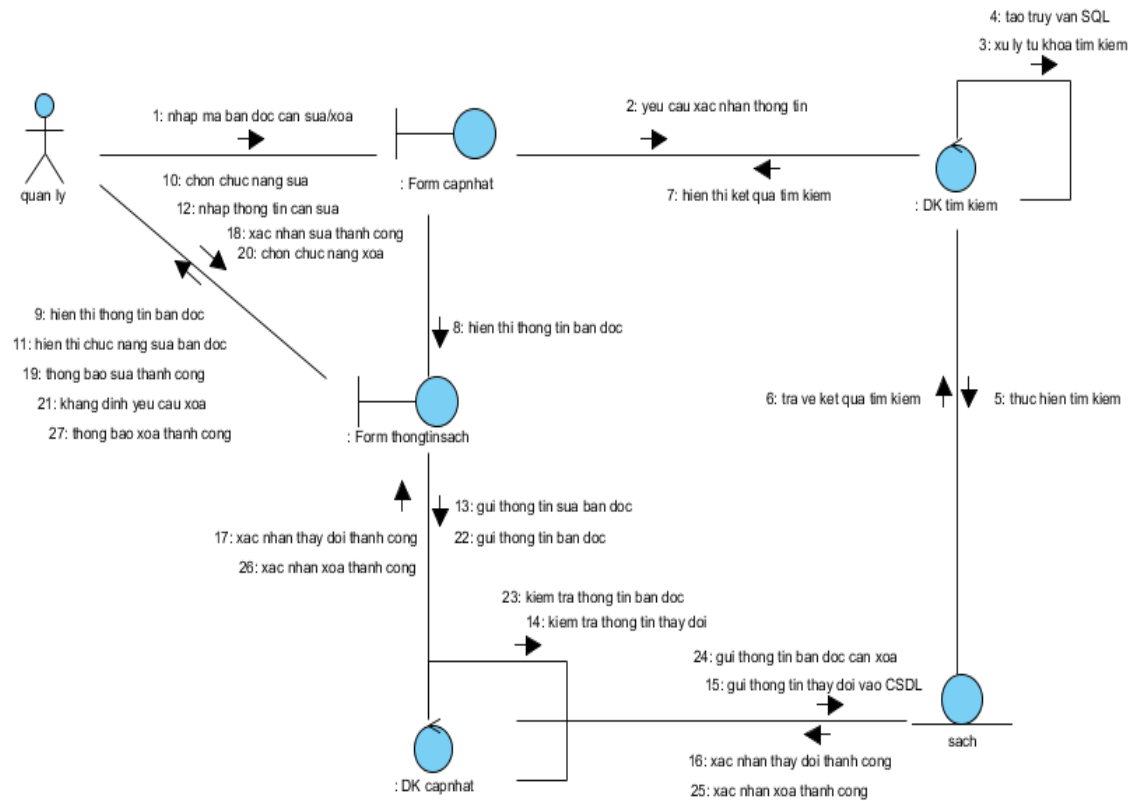 4: tao truy van SQL
3: xu ly tu khoa tim kiem
1: nhap ma ban doc can sua/xoa
2: yeu cau xac nhan thong tin
quan ly
10: chon chuc nang sua
: Form capnhat
7: hien thi ket qua tim kiem
: DK tim kiem
12: nhap thong tin can sua
18: xac nhan sua thanh cong
20: chon chuc nang xoa
9: hien thi thong tin ban doc
8: hien thi thong tin ban doc
11: hien thi chuc nang sua ban doc
19: thong bao sua thanh cong
21: khang dinh yeu cau xoa
27: thong bao xoa thanh cong
6: tra ve ket qua tim kiem
5: thuc hien tim kiem
: Form thongtinsach
13: gui thong tin sua ban doc
17: xac nhan thay doi thanh cong
22: gui thong tin ban doc
26: xac nhan xoa thanh cong
23: kiem tra thong tin ban doc
14: kiem tra thong tin thay doi
24: gui thong tin ban doc can xoa
15: gui thong tin thay doi vao CSDL
sach
16: xac nhan thay doi thanh cong
: DK capnhat
25: xac nhan xoa thanh cong